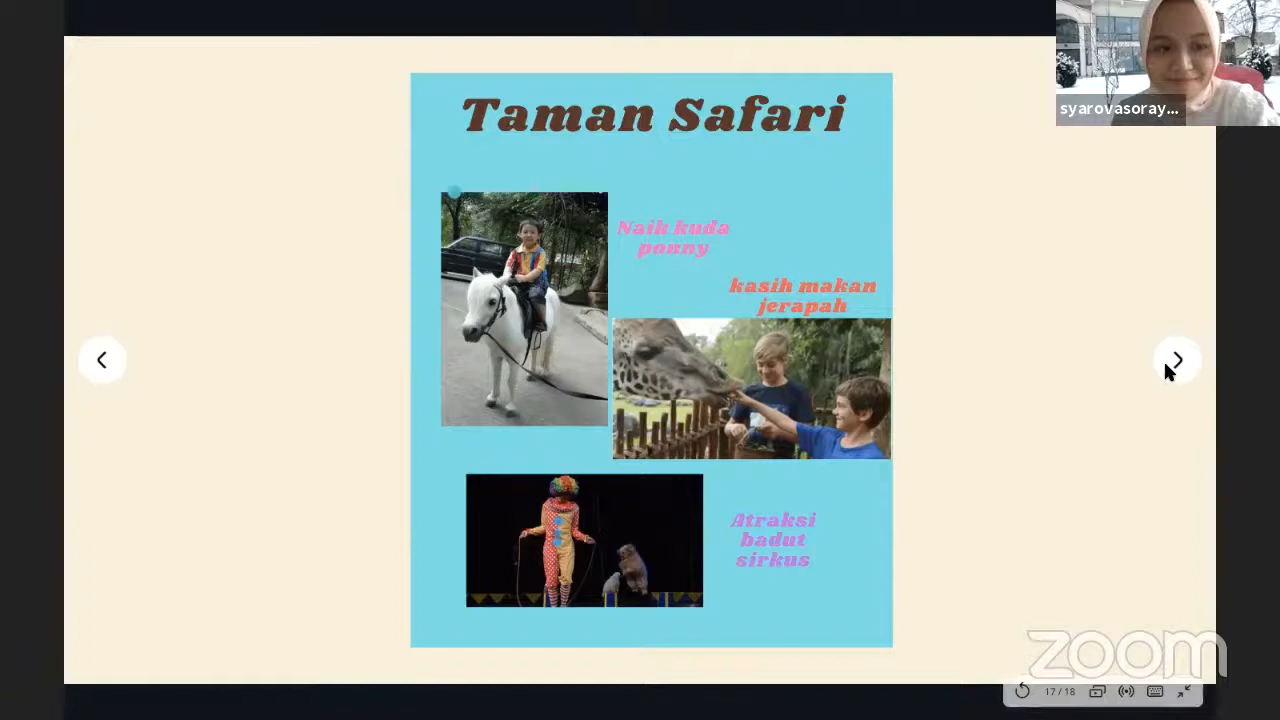 syarovasoray...
Taman Safari
Naik kuda
ponny
kasih makan
jerapah
Atraksi
badut
sirkus
zoom
17 / 18